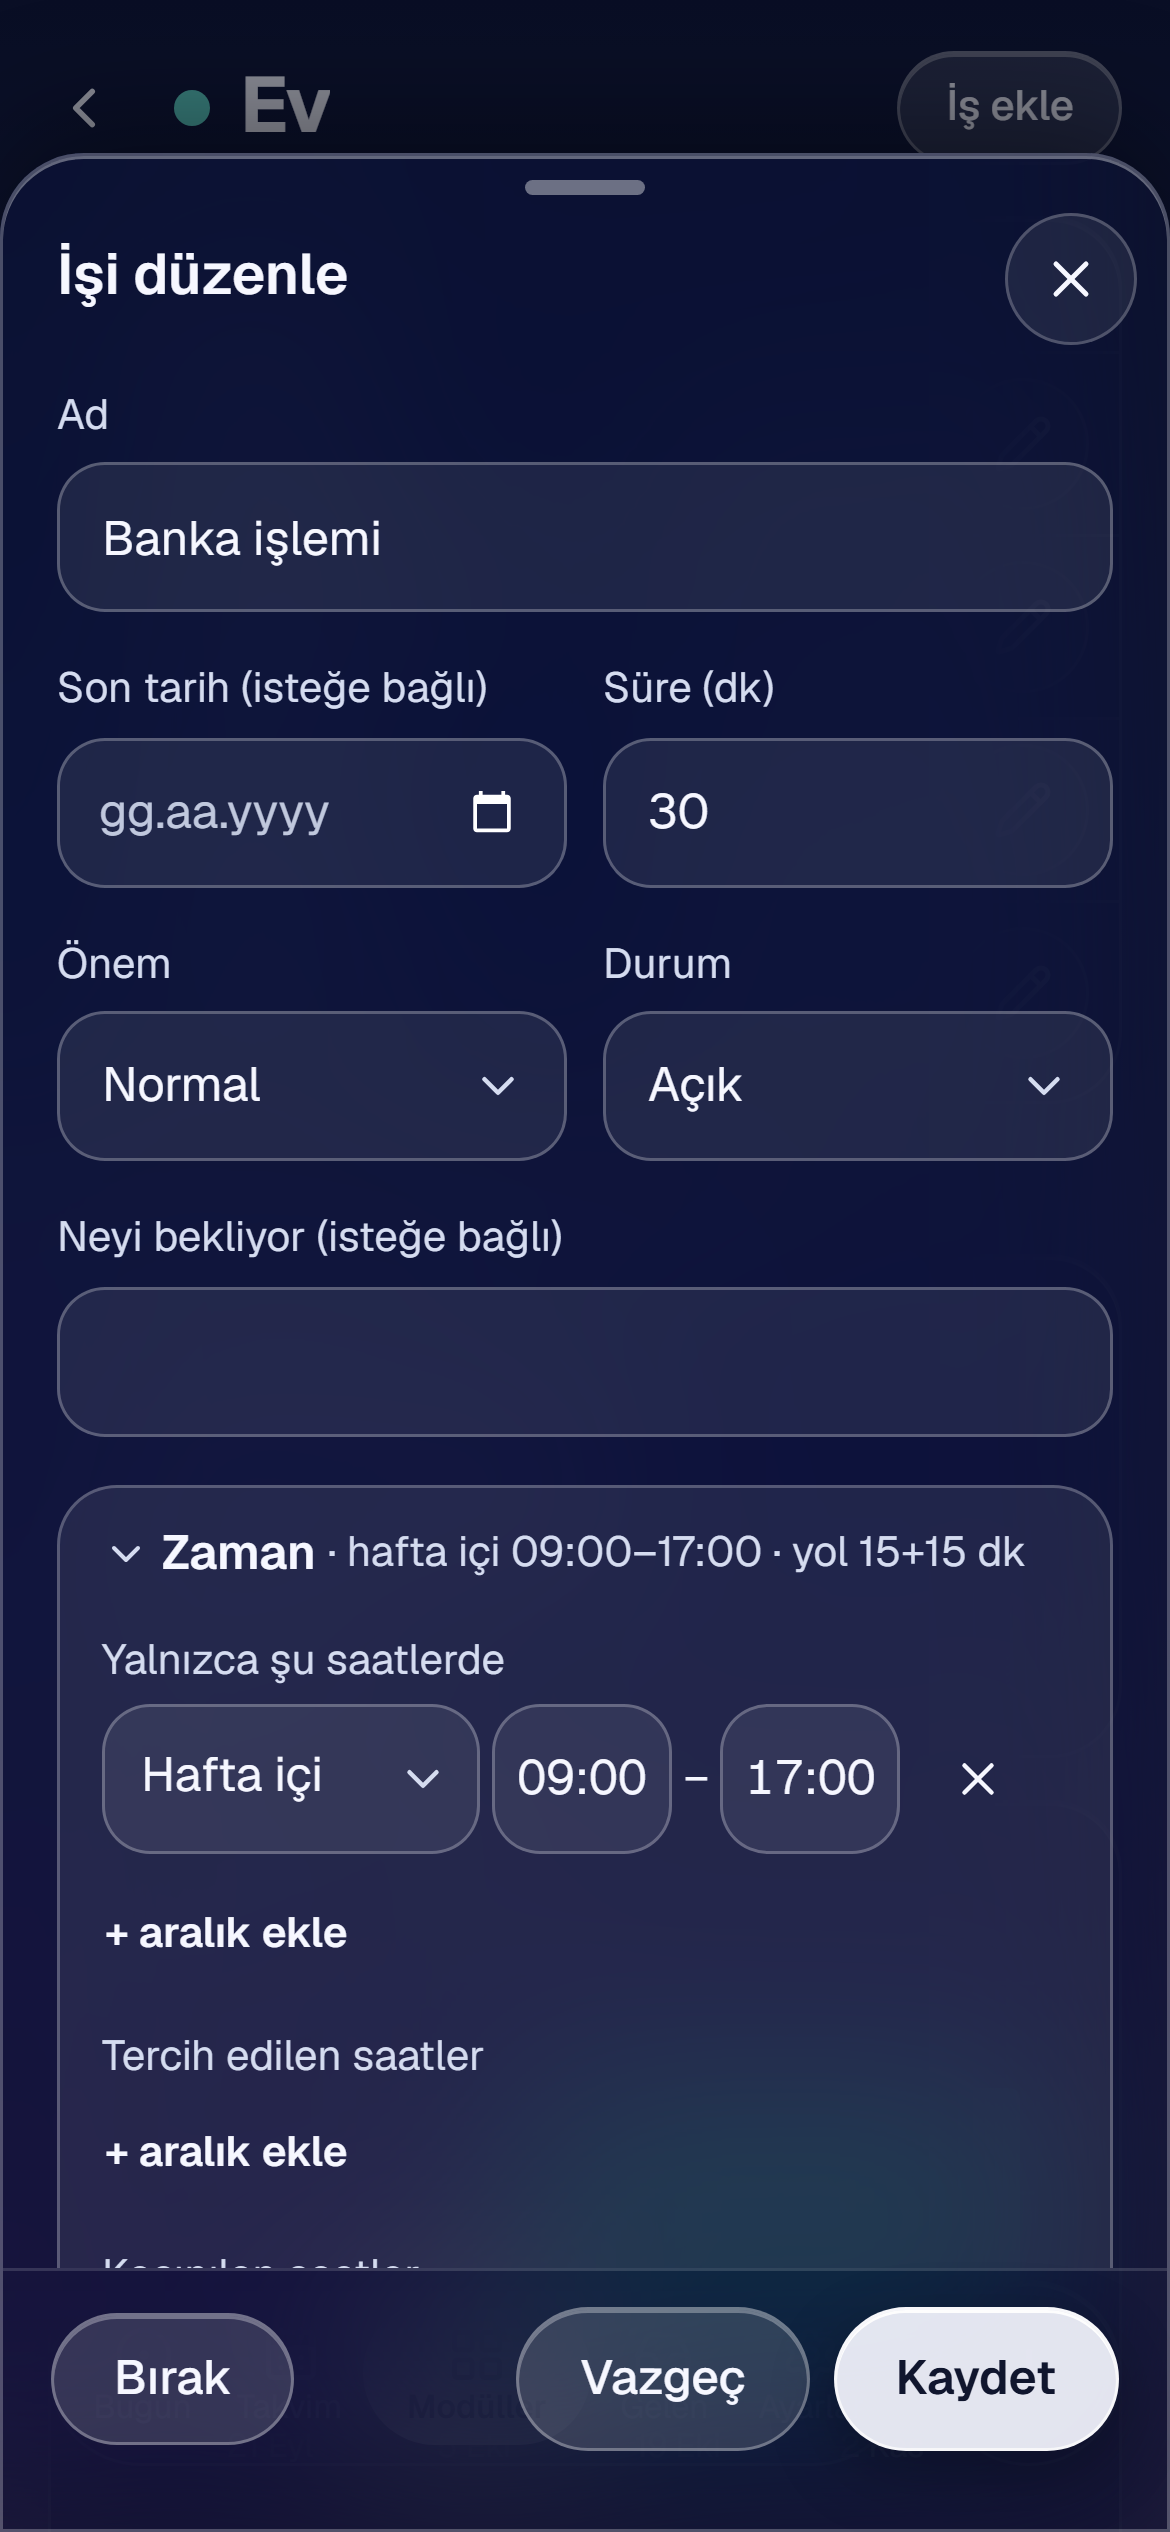 Ev
İş ekle
İşi düzenle
Ad
Banka işlemi
Son tarih (isteğe bağlı)
Süre (dk)
gg.aa.yyyy
30
Önem
Durum
Normal
Açık
Neyi bekliyor (isteğe bağlı)
Zaman · hafta içi 09:00–17:00 · yol 15+15 dk
Yalnızca şu saatlerde
Hafta içi 09:00 – 17:00
+ aralık ekle
Tercih edilen saatler
+ aralık ekle
Bırak
Vazgeç
Kaydet